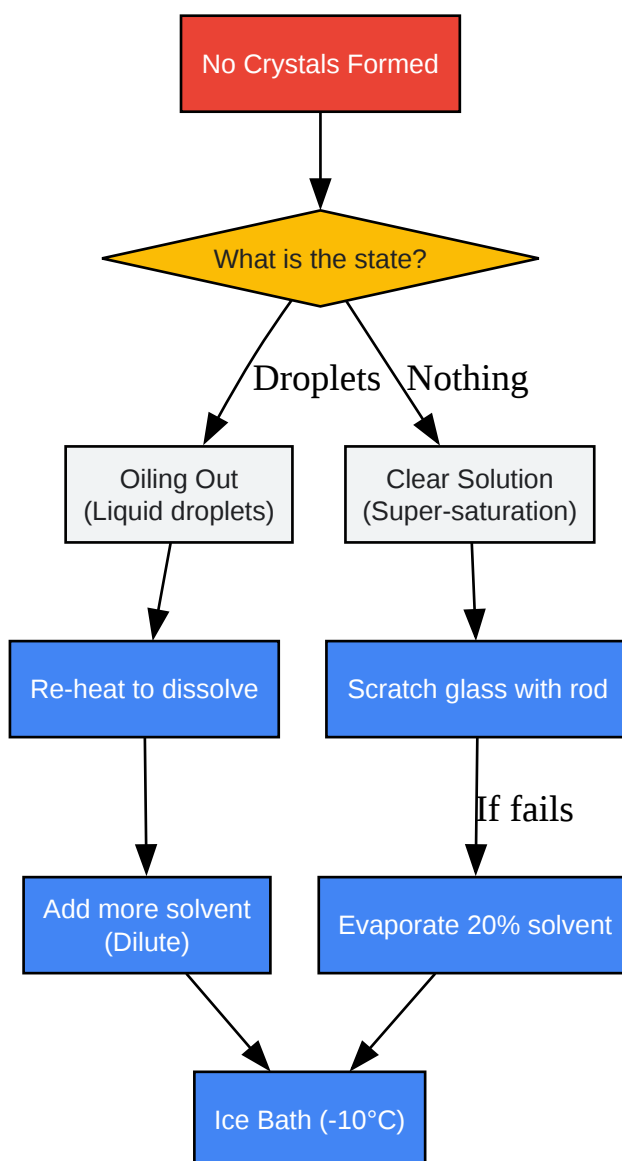 No Crystals Formed
What is the state?
Droplets
Nothing
Oiling Out
(Liquid droplets)
Clear Solution
(Super-saturation)
Re-heat to dissolve
Scratch glass with rod
If fails
Add more solvent
(Dilute)
Evaporate 20% solvent
Ice Bath (-10°C)